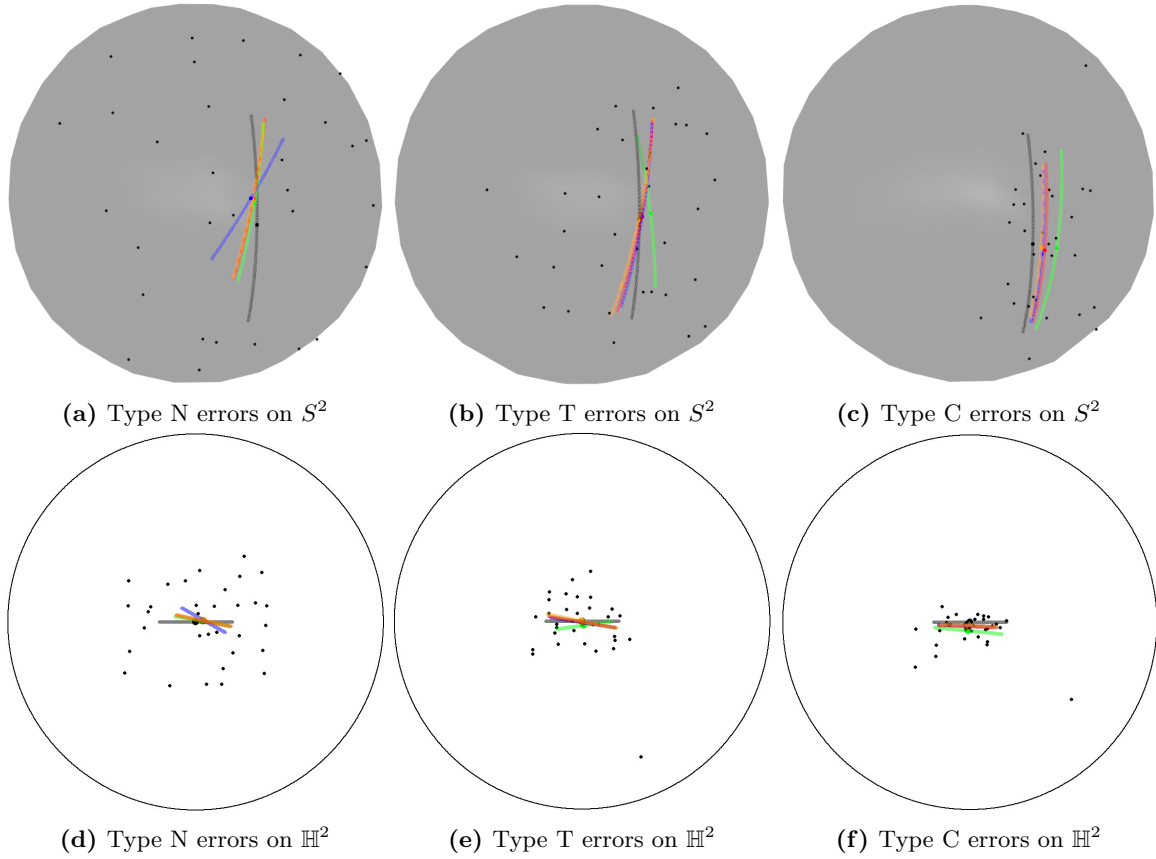 (a) Type N errors on S²
(b) Type T errors on S²
(c) Type C errors on S²
(d) Type N errors on ℍ²
(e) Type T errors on ℍ²
(f) Type C errors on ℍ²